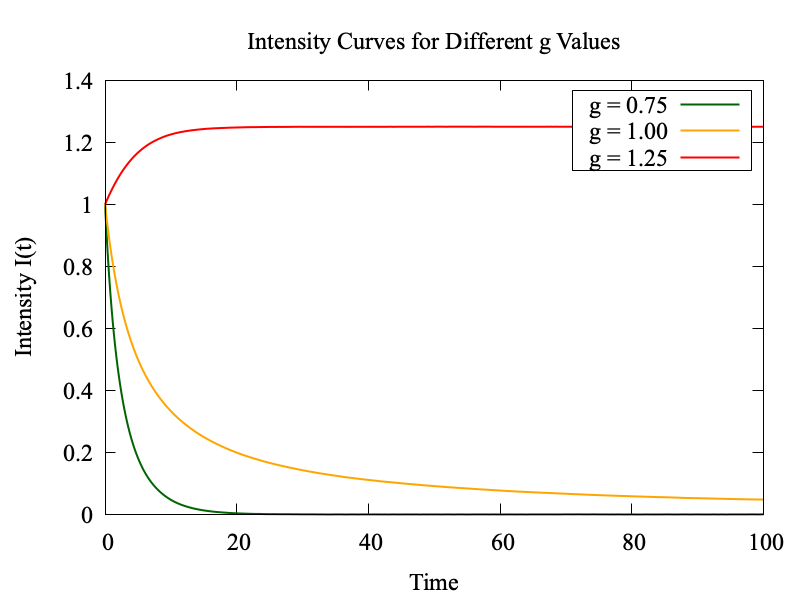 Intensity Curves for Different g Values
1.4
1.2
1
0.8
0.6
0.4
0.2
0
0 20 40 60 80 100
Intensity I(t)
Time
g = 0.75
g = 1.00
g = 1.25